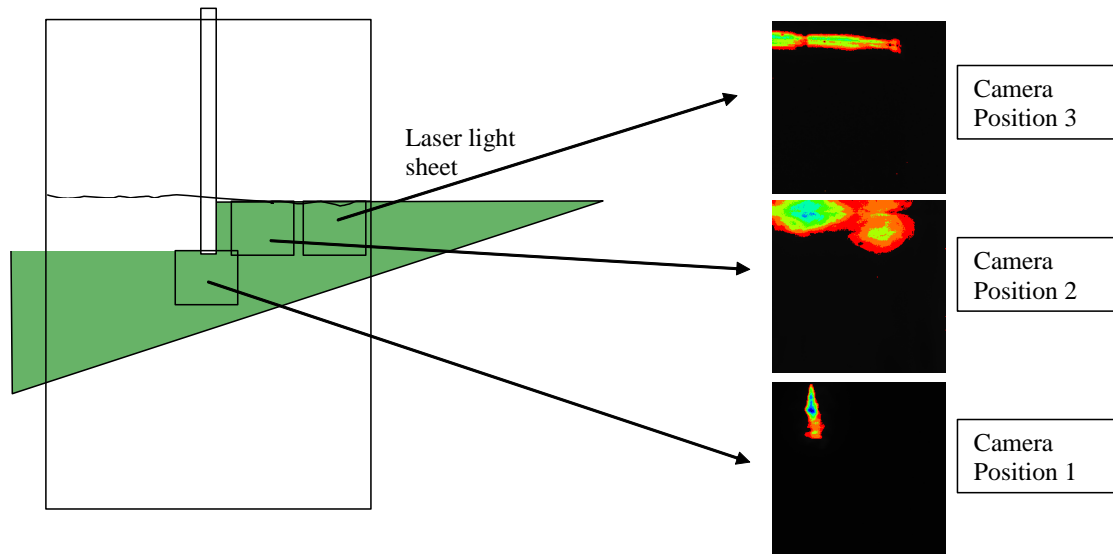 Laser light
sheet
Camera
Position 3
Camera
Position 2
Camera
Position 1